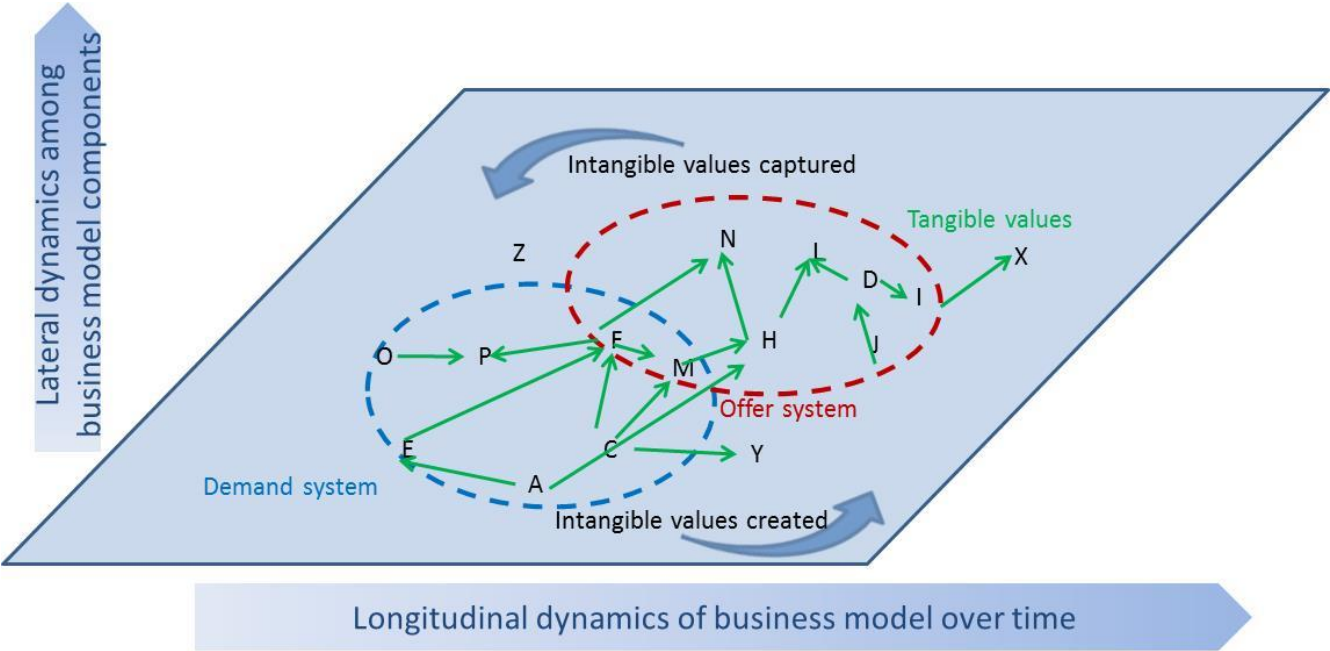 Lateral dynamics among
business model components
Intangible values captured
Tangible values
N
Z
L
X
D
I
O
P
F
H
J
M
Offer system
E
C
Y
Demand system
A
Intangible values created
Longitudinal dynamics of business model over time